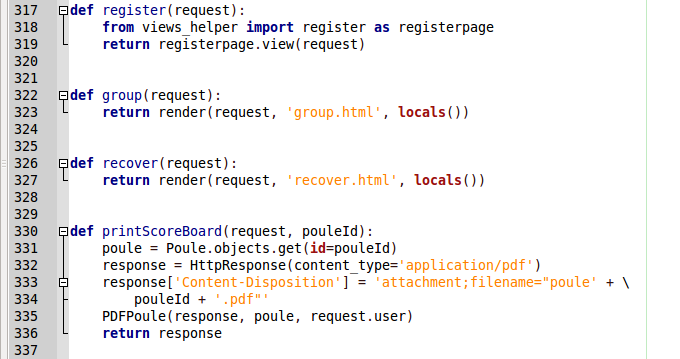 317 def register(request):
318     from views_helper import register as registerpage
319     return registerpage.view(request)
320
321
322 def group(request):
323     return render(request, 'group.html', locals())
324
325
326 def recover(request):
327     return render(request, 'recover.html', locals())
328
329
330 def printScoreBoard(request, pouleId):
331     poule = Poule.objects.get(id=pouleId)
332     response = HttpResponse(content_type='application/pdf')
333     response['Content-Disposition'] = 'attachment;filename="poule' + \
334         pouleId + '.pdf"'
335     PDFPoule(response, poule, request.user)
336     return response
337